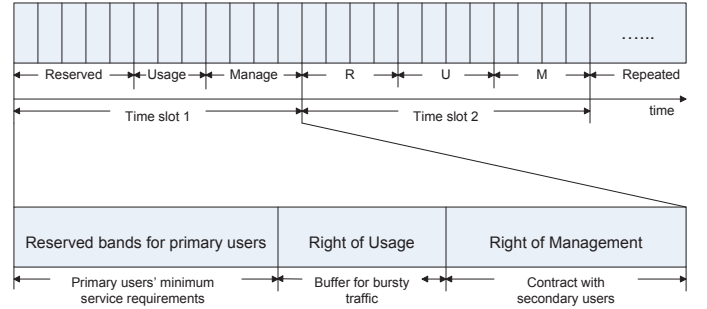 ......
Reserved Usage Manage R U M Repeated
Time slot 1 Time slot 2 time
Reserved bands for primary users Right of Usage Right of Management
Primary users' minimum service requirements
Buffer for bursty traffic
Contract with secondary users